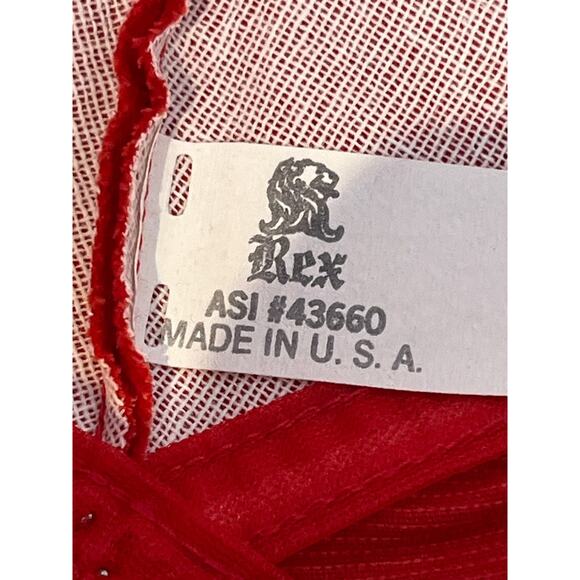 Rex
ASI #43660
MADE IN U. S. A.